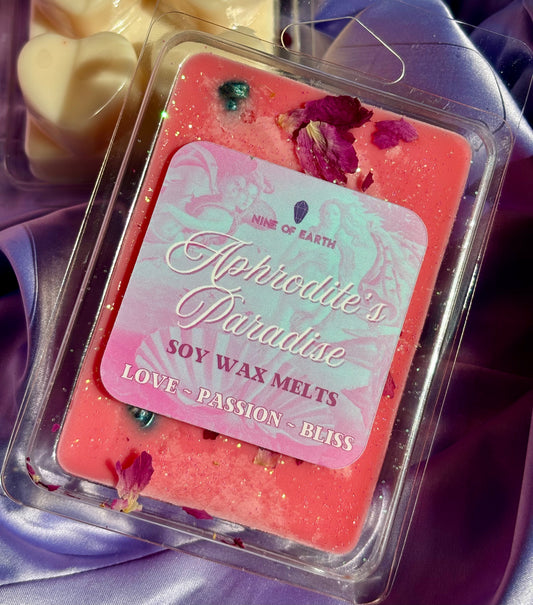 NINE OF EARTH
Aphrodite's
Paradise
SOY WAX MELTS
LOVE ~ PASSION ~ BLISS